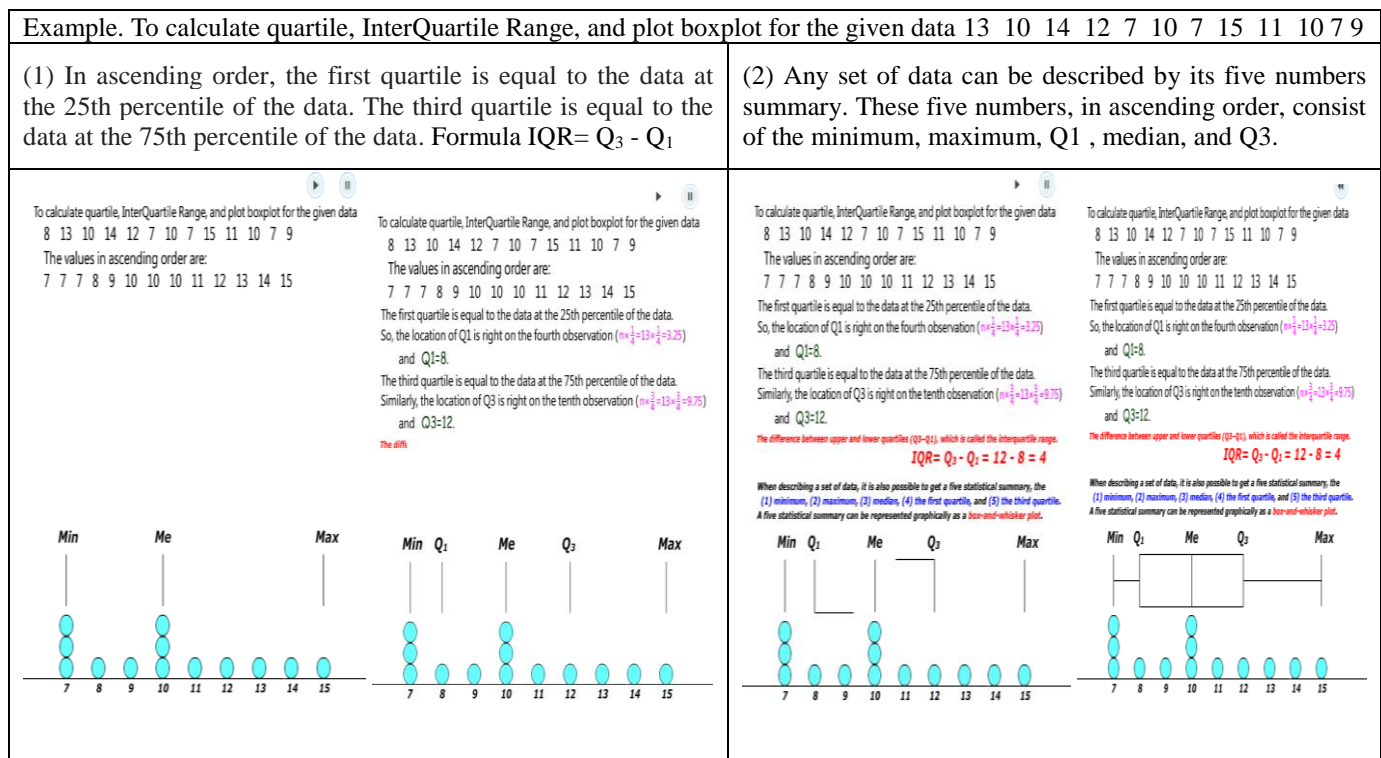 Example. To calculate quartile, InterQuartile Range, and plot boxplot for the given data 13 10 14 12 7 10 7 15 11 10 7 9
(1) In ascending order, the first quartile is equal to the data at
the 25th percentile of the data. The third quartile is equal to the
data at the 75th percentile of the data. Formula IQR= Q₃ - Q₁
(2) Any set of data can be described by its five numbers
summary. These five numbers, in ascending order, consist
of the minimum, maximum, Q1 , median, and Q3.
To calculate quartile, InterQuartile Range, and plot boxplot for the given data
8 13 10 14 12 7 10 7 15 11 10 7 9
The values in ascending order are:
7 7 7 8 9 10 10 10 11 12 13 14 15
Min Me Max
7 8 9 10 11 12 13 14 15
To calculate quartile, InterQuartile Range, and plot boxplot for the given data
8 13 10 14 12 7 10 7 15 11 10 7 9
The values in ascending order are:
7 7 7 8 9 10 10 10 11 12 13 14 15
The first quartile is equal to the data at the 25th percentile of the data.
So, the location of Q1 is right on the fourth observation (n×1/4=13×1/4=3.25)
and Q1=8.
The third quartile is equal to the data at the 75th percentile of the data.
Similarly, the location of Q3 is right on the tenth observation (n×3/4=13×3/4=9.75)
and Q3=12.
The diff
Min Q₁ Me Q₃ Max
7 8 9 10 11 12 13 14 15
To calculate quartile, InterQuartile Range, and plot boxplot for the given data
8 13 10 14 12 7 10 7 15 11 10 7 9
The values in ascending order are:
7 7 7 8 9 10 10 10 11 12 13 14 15
The first quartile is equal to the data at the 25th percentile of the data.
So, the location of Q1 is right on the fourth observation (n×1/4=13×1/4=3.25)
and Q1=8.
The third quartile is equal to the data at the 75th percentile of the data.
Similarly, the location of Q3 is right on the tenth observation (n×3/4=13×3/4=9.75)
and Q3=12.
The difference between upper and lower quartiles (Q3-Q1), which is called the interquartile range.
IQR= Q₃ - Q₁ = 12 - 8 = 4
When describing a set of data, it is also possible to get a five statistical summary, the
(1) minimum, (2) maximum, (3) median, (4) the first quartile, and (5) the third quartile.
A five statistical summary can be represented graphically as a box-and-whisker plot.
Min Q₁ Me Q₃ Max
7 8 9 10 11 12 13 14 15
To calculate quartile, InterQuartile Range, and plot boxplot for the given data
8 13 10 14 12 7 10 7 15 11 10 7 9
The values in ascending order are:
7 7 7 8 9 10 10 10 11 12 13 14 15
The first quartile is equal to the data at the 25th percentile of the data.
So, the location of Q1 is right on the fourth observation (n×1/4=13×1/4=3.25)
and Q1=8.
The third quartile is equal to the data at the 75th percentile of the data.
Similarly, the location of Q3 is right on the tenth observation (n×3/4=13×3/4=9.75)
and Q3=12.
The difference between upper and lower quartiles (Q3-Q1), which is called the interquartile range.
IQR= Q₃ - Q₁ = 12 - 8 = 4
When describing a set of data, it is also possible to get a five statistical summary, the
(1) minimum, (2) maximum, (3) median, (4) the first quartile, and (5) the third quartile.
A five statistical summary can be represented graphically as a box-and-whisker plot.
Min Q₁ Me Q₃ Max
7 8 9 10 11 12 13 14 15